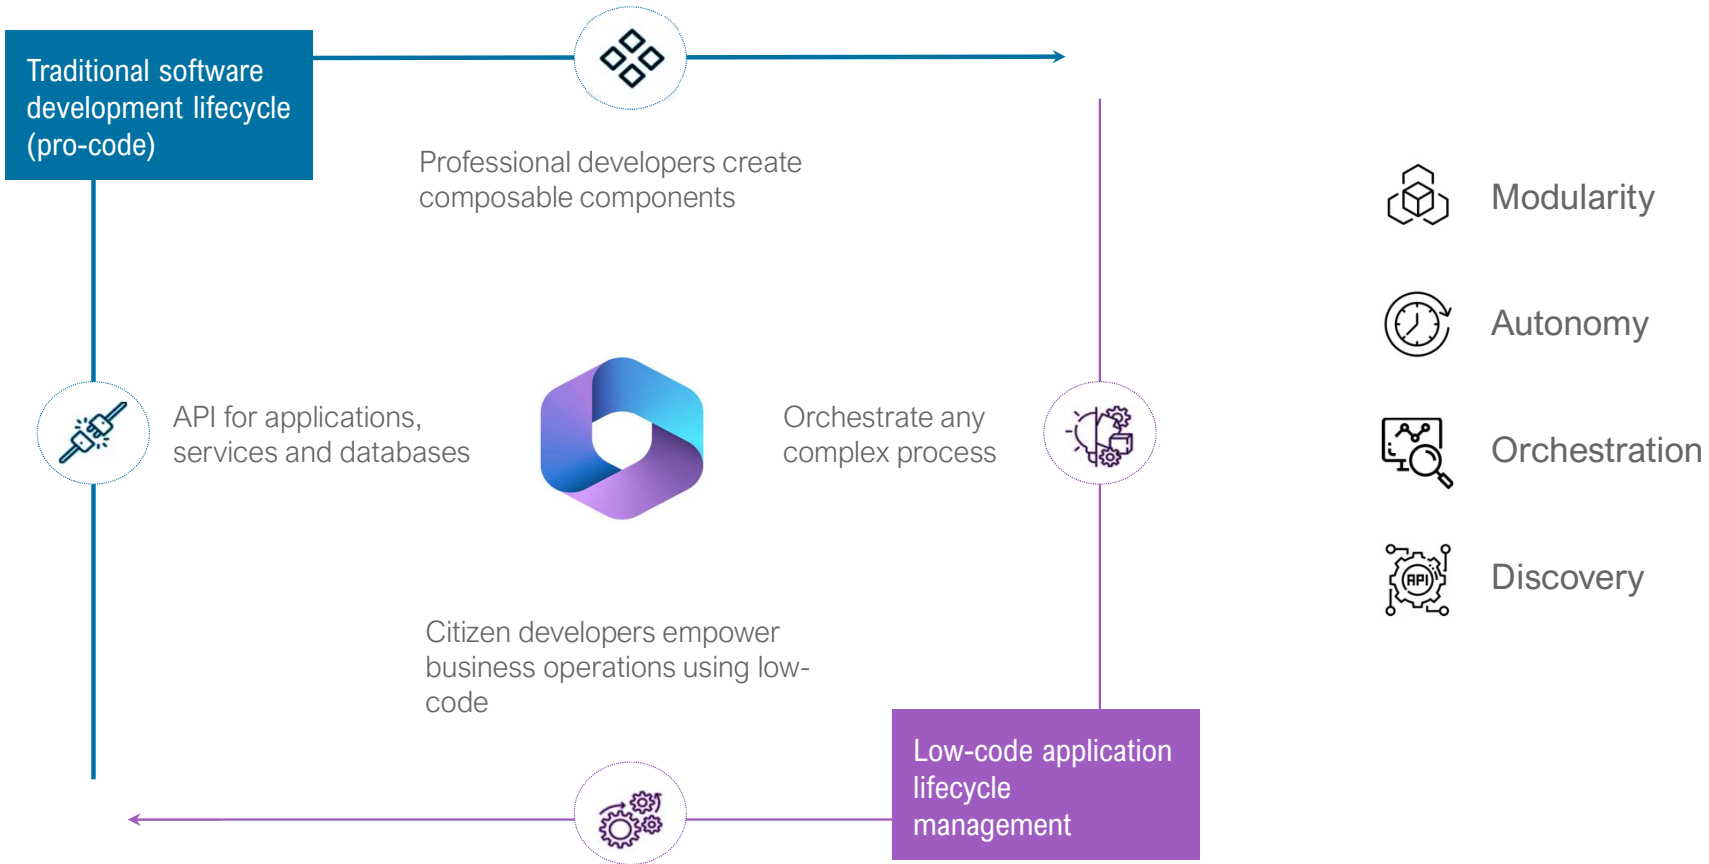 Traditional software
development lifecycle
(pro-code)
Professional developers create
composable components
API for applications,
services and databases
Orchestrate any
complex process
Citizen developers empower
business operations using low-
code
Low-code application
lifecycle
management
Modularity
Autonomy
Orchestration
API
Discovery